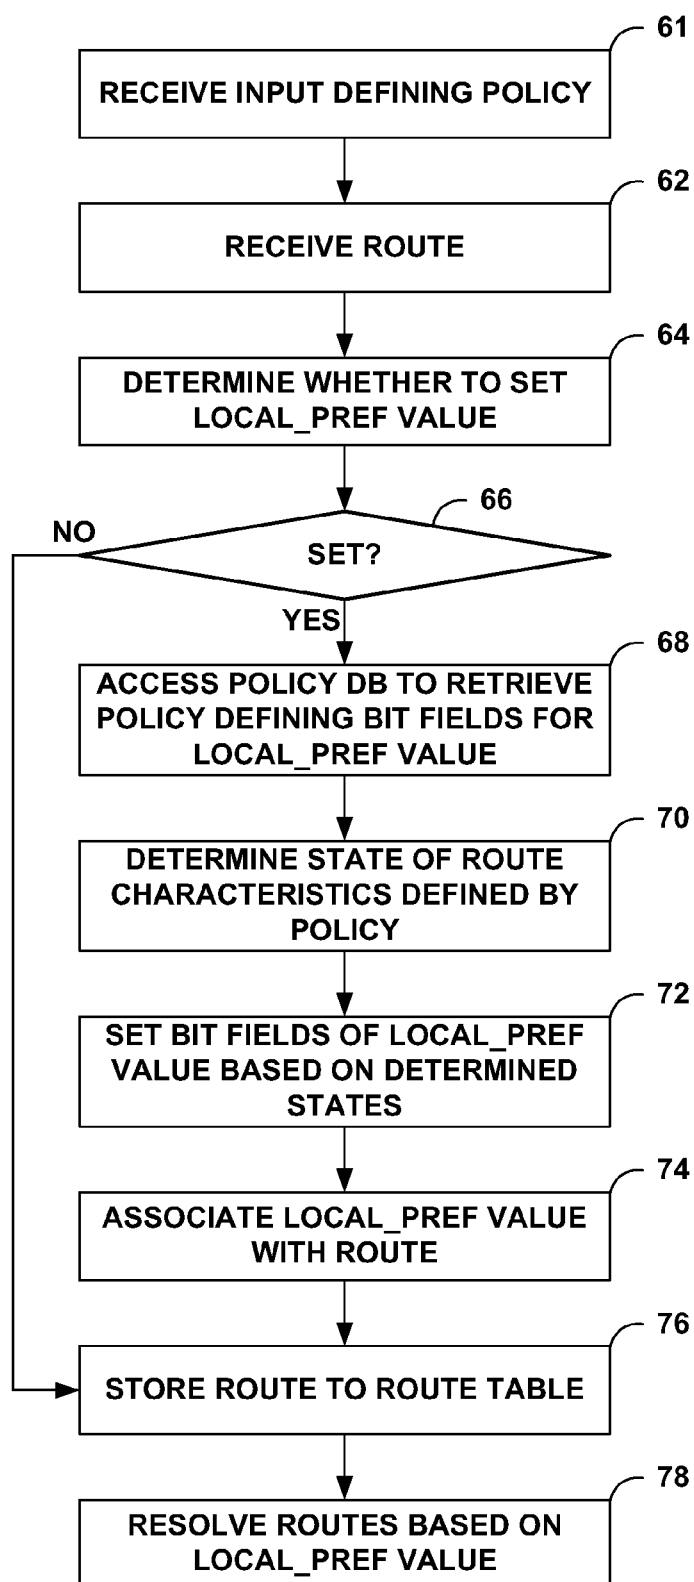 61
RECEIVE INPUT DEFINING POLICY
62
RECEIVE ROUTE
64
DETERMINE WHETHER TO SET
LOCAL_PREF VALUE
66
NO
SET?
YES
68
ACCESS POLICY DB TO RETRIEVE
POLICY DEFINING BIT FIELDS FOR
LOCAL_PREF VALUE
70
DETERMINE STATE OF ROUTE
CHARACTERISTICS DEFINED BY
POLICY
72
SET BIT FIELDS OF LOCAL_PREF
VALUE BASED ON DETERMINED
STATES
74
ASSOCIATE LOCAL_PREF VALUE
WITH ROUTE
76
STORE ROUTE TO ROUTE TABLE
78
RESOLVE ROUTES BASED ON
LOCAL_PREF VALUE